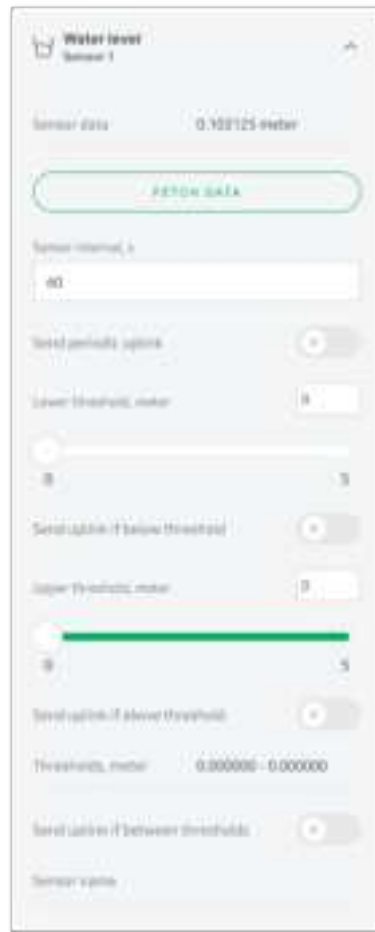 Water level
Sensor 1
Sensor data 0.102125 meter
FETCH DATA
Sensor interval, s
60
Send periodic uplink
Lower threshold, meter 0
0 5
Send uplink if below threshold
Upper threshold, meter 0
0 5
Send uplink if above threshold
Thresholds, meter 0.000000 - 0.000000
Send uplink if between thresholds
Sensor name